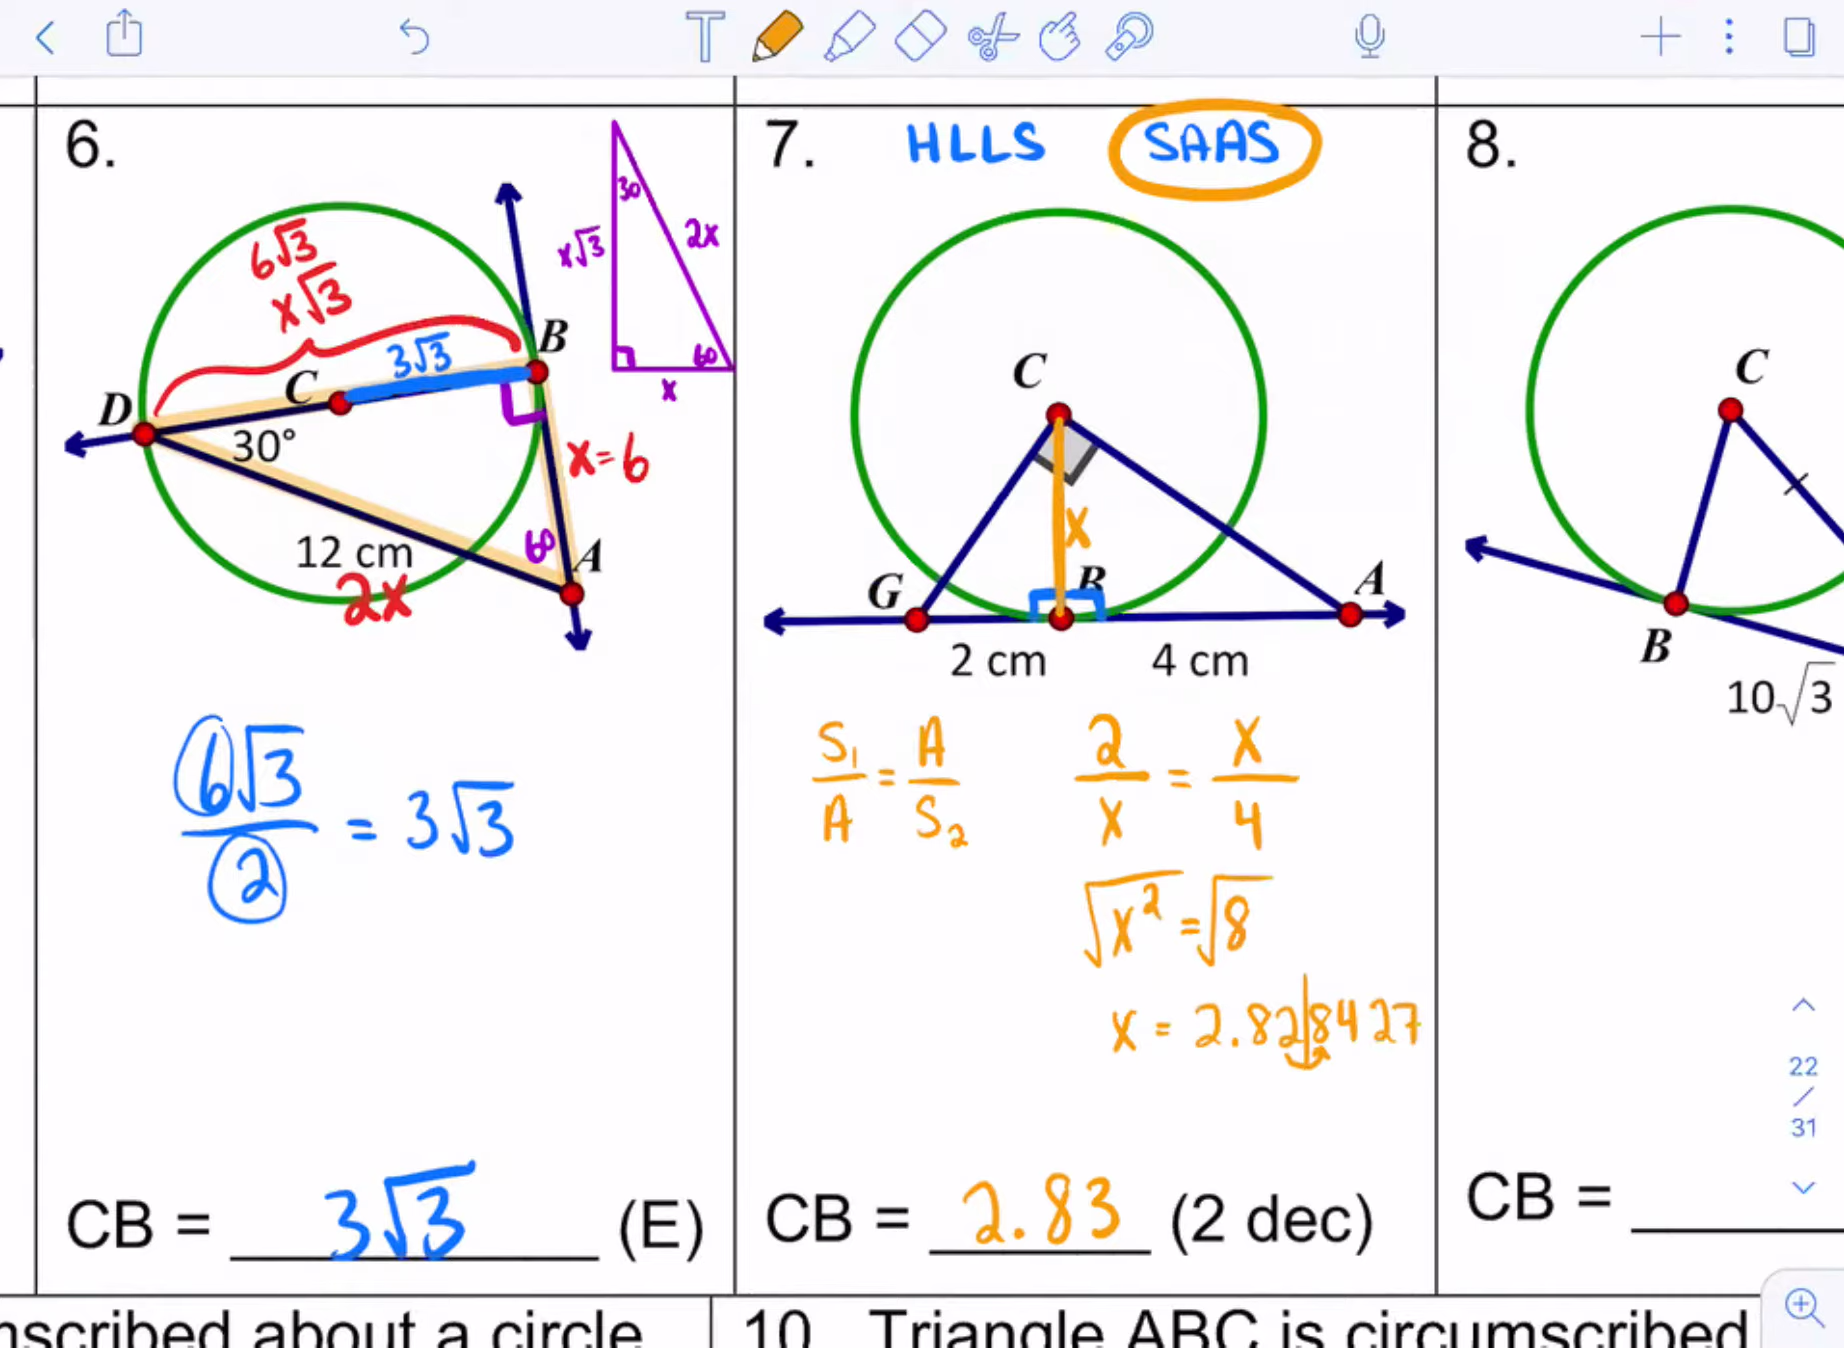 T
6.
30
x√3
2x
60
x
6√3
x√3
3√3
B
C
D
30°
x=6
60
A
12 cm
2x
6√3/2 = 3√3
CB = 3√3 (E)
7. HLLS SAAS
C
X
G B A
2 cm 4 cm
S₁/A = A/S₂ 2/X = X/4
√X² = √8
X = 2.82|8427
CB = 2.83 (2 dec)
8.
C
B
10√3
CB =
22
/
31
nscribed about a circle
10 Triangle ABC is circumscribed